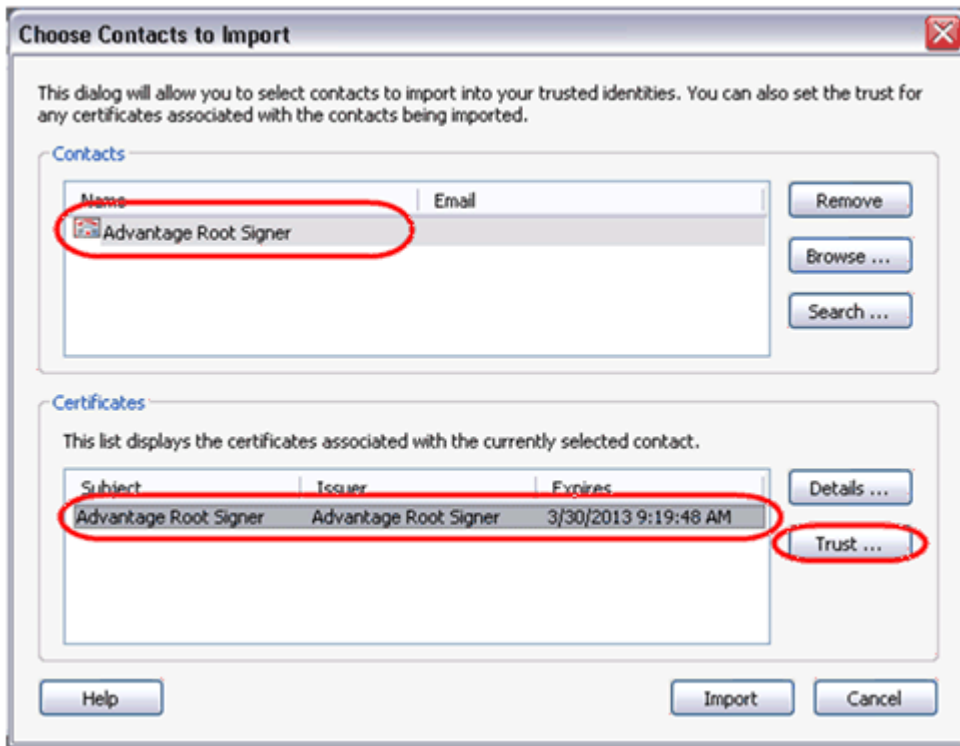 Choose Contacts to Import
This dialog will allow you to select contacts to import into your trusted identities. You can also set the trust for
any certificates associated with the contacts being imported.
Contacts
Name Email
Advantage Root Signer
Remove
Browse ...
Search ...
Certificates
This list displays the certificates associated with the currently selected contact.
Subject Issuer Expires
Advantage Root Signer Advantage Root Signer 3/30/2013 9:19:48 AM
Details ...
Trust ...
Help Import Cancel